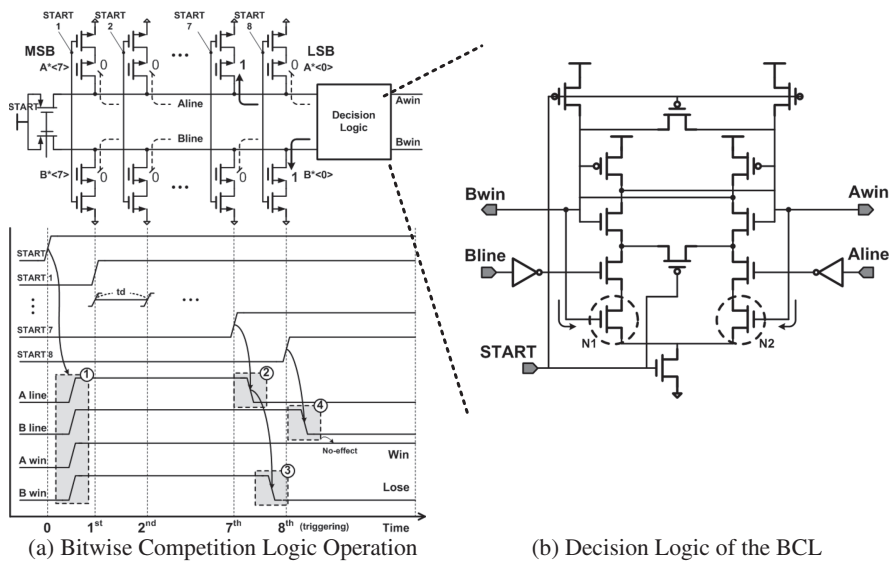 START 1
START 2
START 7
START 8
MSB
LSB
A*<7>
0
0
1
0
A*<0>
START
Aline
Bline
Decision Logic
Awin
Bwin
B*<7>
0
0
0
1
B*<0>
START
START 1
td
START 7
START 8
1
2
A line
4
B line
No-effect
Win
A win
3
Lose
B win
0
1st
2nd
7th
8th (triggering)
Time
(a) Bitwise Competition Logic Operation
Bwin
Awin
Bline
Aline
N1
N2
START
(b) Decision Logic of the BCL